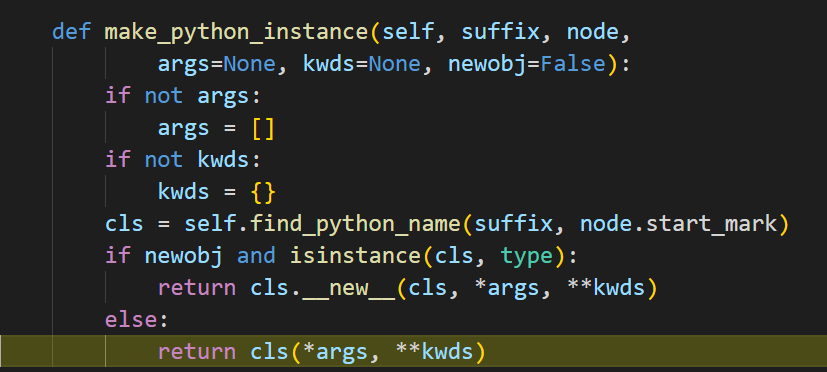 def make_python_instance(self, suffix, node,
        args=None, kwds=None, newobj=False):
    if not args:
        args = []
    if not kwds:
        kwds = {}
    cls = self.find_python_name(suffix, node.start_mark)
    if newobj and isinstance(cls, type):
        return cls.__new__(cls, *args, **kwds)
    else:
        return cls(*args, **kwds)